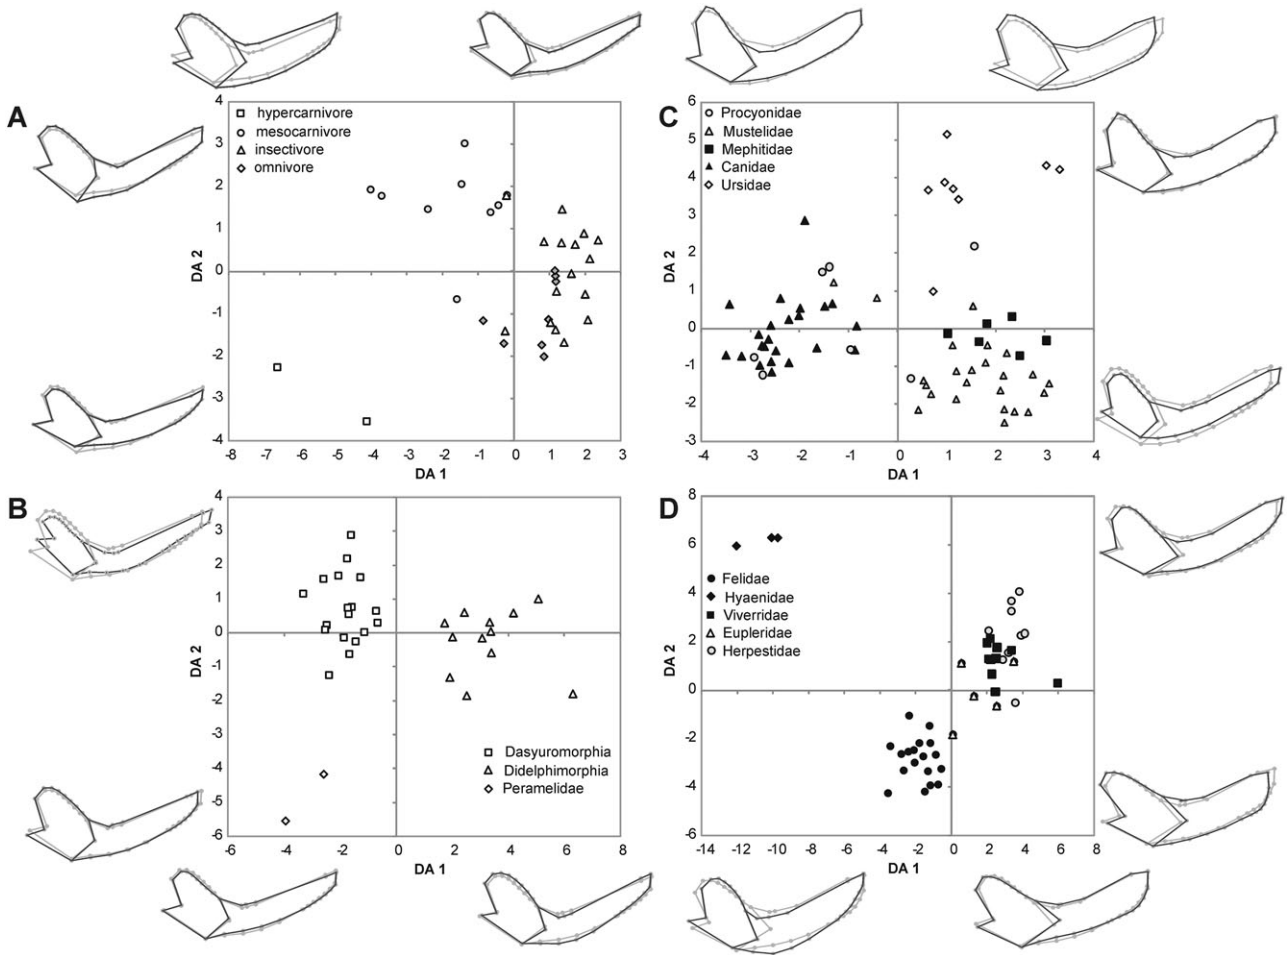 A
4
3
2
1
0
-1
-2
-3
-4
DA 2
hypercarnivore
mesocarnivore
insectivore
omnivore
-8 -7 -6 -5 -4 -3 -2 -1 0 1 2 3
DA 1
C
6
5
4
3
2
1
0
-1
-2
-3
DA 2
Procyonidae
Mustelidae
Mephitidae
Canidae
Ursidae
-4 -3 -2 -1 0 1 2 3 4
DA 1
B
4
3
2
1
0
-1
-2
-3
-4
-5
-6
DA 2
Dasyuromorphia
Didelphimorphia
Peramelidae
-6 -4 -2 0 2 4 6 8
DA 1
D
8
6
4
2
0
-2
-4
-6
DA 2
Felidae
Hyaenidae
Viverridae
Eupleridae
Herpestidae
-14 -12 -10 -8 -6 -4 -2 0 2 4 6 8
DA 1